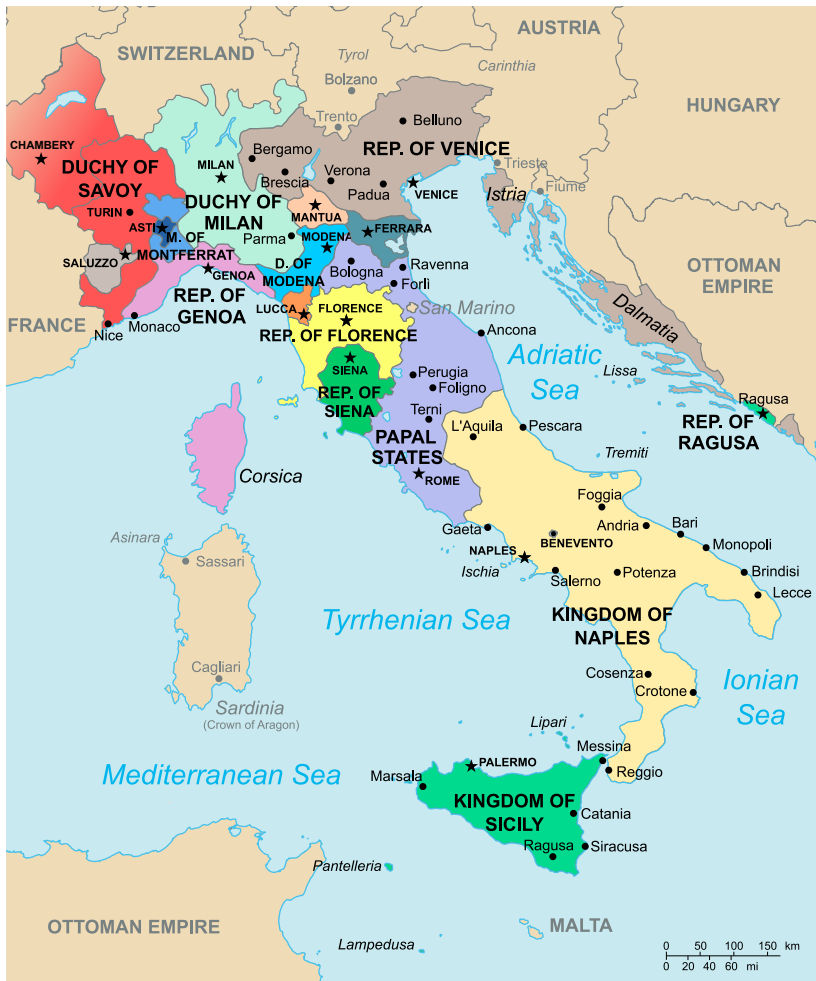 AUSTRIA
SWITZERLAND
Tyrol
Carinthia
Bolzano
HUNGARY
Trento
Belluno
CHAMBERY
Bergamo
REP. OF VENICE
Trieste
DUCHY OF
SAVOY
MILAN
Brescia
Verona
Padua
VENICE
Istria
Fiume
DUCHY OF
MILAN
MANTUA
TURIN
ASTI
M. OF
MONTFERRAT
Parma
MODENA
FERRARA
SALUZZO
GENOA
D. OF
MODENA
Bologna
Ravenna
Forlì
OTTOMAN
EMPIRE
REP. OF
GENOA
LUCCA
FLORENCE
San Marino
Dalmatia
FRANCE
Nice
Monaco
REP. OF FLORENCE
Ancona
Adriatic
Sea
SIENA
REP. OF
SIENA
Perugia
Foligno
Lissa
Terni
Ragusa
REP. OF
RAGUSA
PAPAL
STATES
L'Aquila
Pescara
Tremiti
Corsica
ROME
Foggia
Asinara
Gaeta
Andria
Bari
BENEVENTO
NAPLES
Monopoli
Sassari
Ischia
Salerno
Potenza
Brindisi
Lecce
Tyrrhenian Sea
KINGDOM OF
NAPLES
Cagliari
Cosenza
Crotone
Ionian
Sea
Sardinia
(Crown of Aragon)
Lipari
Messina
Reggio
Mediterranean Sea
PALERMO
Marsala
KINGDOM OF
SICILY
Catania
Ragusa
Siracusa
Pantelleria
OTTOMAN EMPIRE
MALTA
Lampedusa
0 50 100 150 km
0 20 40 60 mi